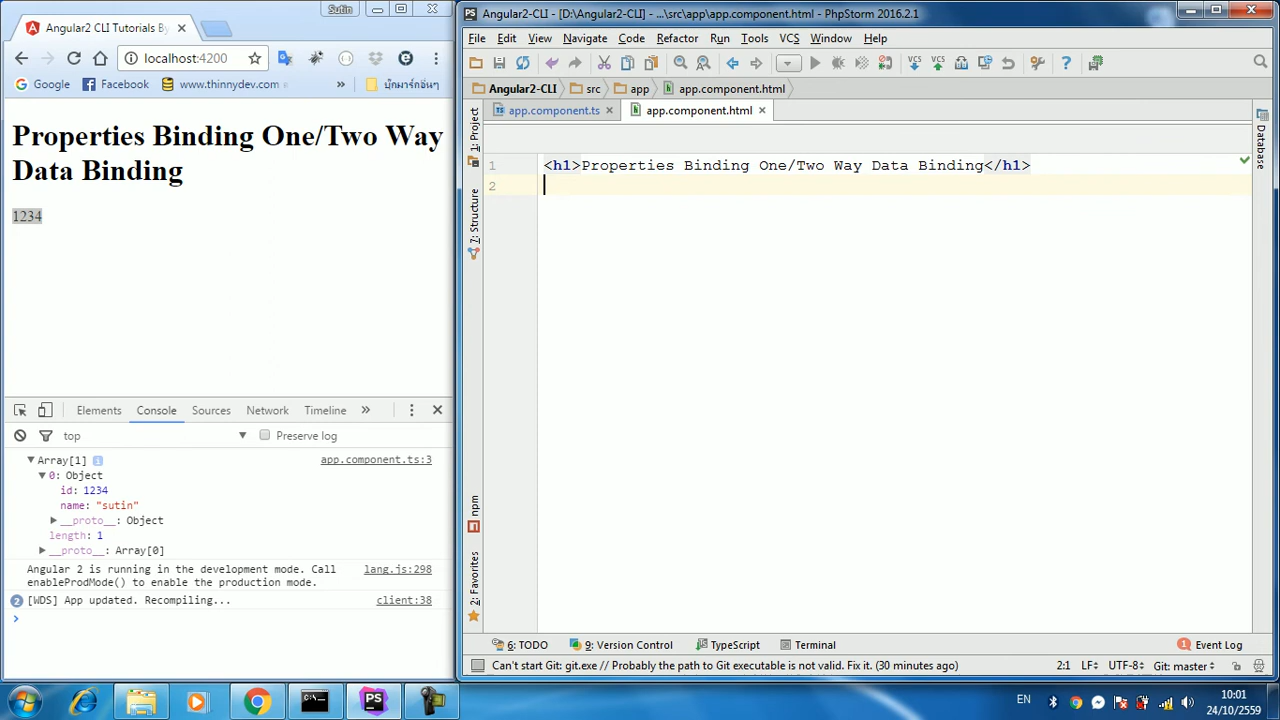 Angular2 CLI Tutorials By
Sutin
localhost:4200
Google
Facebook
www.thinnydev.com
»
บุ๊กมาร์กอื่นๆ
Properties Binding One/Two Way
Data Binding
1234
Elements Console Sources Network Timeline »
top
Preserve log
Array[1]
app.component.ts:3
0: Object
id: 1234
name: "sutin"
__proto__: Object
length: 1
__proto__: Array[0]
Angular 2 is running in the development mode. Call
enableProdMode() to enable the production mode.
lang.js:298
2 [WDS] App updated. Recompiling...
client:38
PS Angular2-CLI - [D:\Angular2-CLI] - ...\src\app\app.component.html - PhpStorm 2016.2.1
File Edit View Navigate Code Refactor Run Tools VCS Window Help
VCS VCS
Angular2-CLI src app app.component.html
app.component.ts
app.component.html
1: Project
7: Structure
npm
2: Favorites
Database
1 <h1>Properties Binding One/Two Way Data Binding</h1>
2
6: TODO 9: Version Control TypeScript Terminal
1 Event Log
Can't start Git: git.exe // Probably the path to Git executable is not valid. Fix it. (30 minutes ago)
2:1 LF÷ UTF-8÷ Git: master÷
PS
EN
10:01
24/10/2559